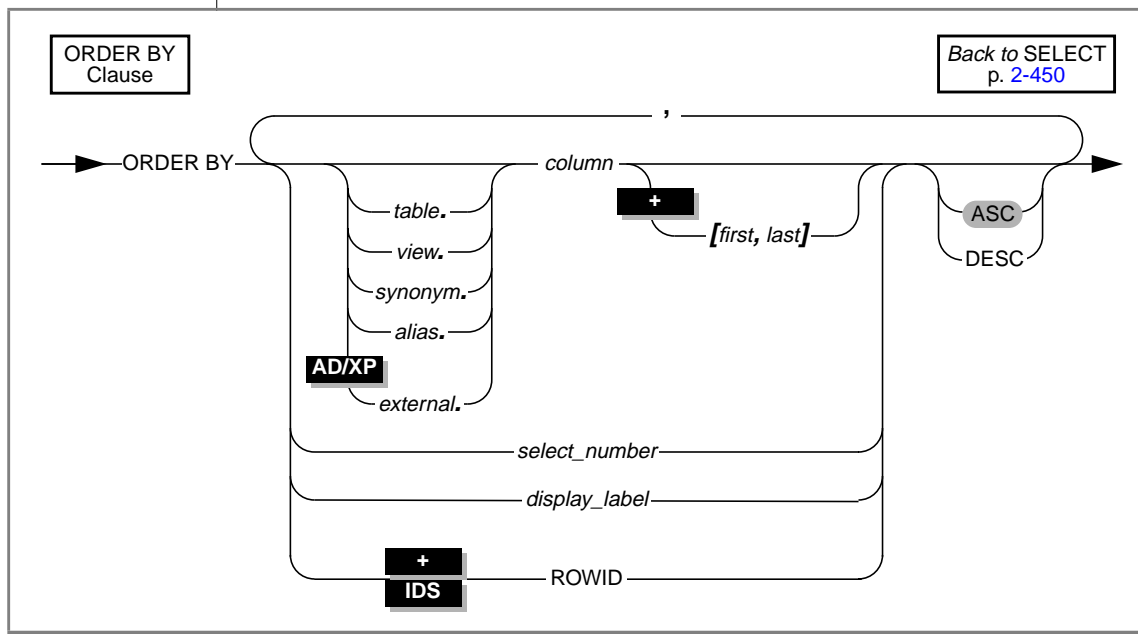 ORDER BY
Clause
Back to SELECT
p. 2-450
,
ORDER BY
column
table.
+
ASC
[first, last]
view.
DESC
synonym.
alias.
AD/XP
external.
select_number
display_label
+
IDS
ROWID